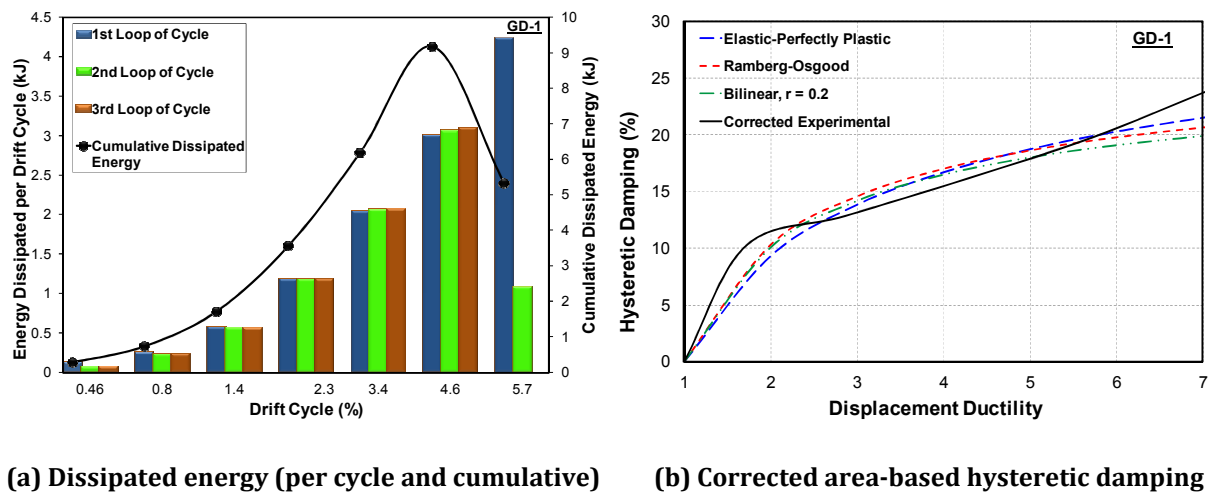 GD-1
1st Loop of Cycle
2nd Loop of Cycle
3rd Loop of Cycle
Cumulative Dissipated
Energy
Energy Dissipated per Drift Cycle (kJ)
4.5
4
3.5
3
2.5
2
1.5
1
0.5
0
10
9
8
7
6
5
4
3
2
1
0
Cumulative Dissipated Energy (kJ)
0.46 0.8 1.4 2.3 3.4 4.6 5.7
Drift Cycle (%)
(a) Dissipated energy (per cycle and cumulative)
GD-1
Elastic-Perfectly Plastic
Ramberg-Osgood
Bilinear, r = 0.2
Corrected Experimental
Hysteretic Damping (%)
30
25
20
15
10
5
0
1 2 3 4 5 6 7
Displacement Ductility
(b) Corrected area-based hysteretic damping